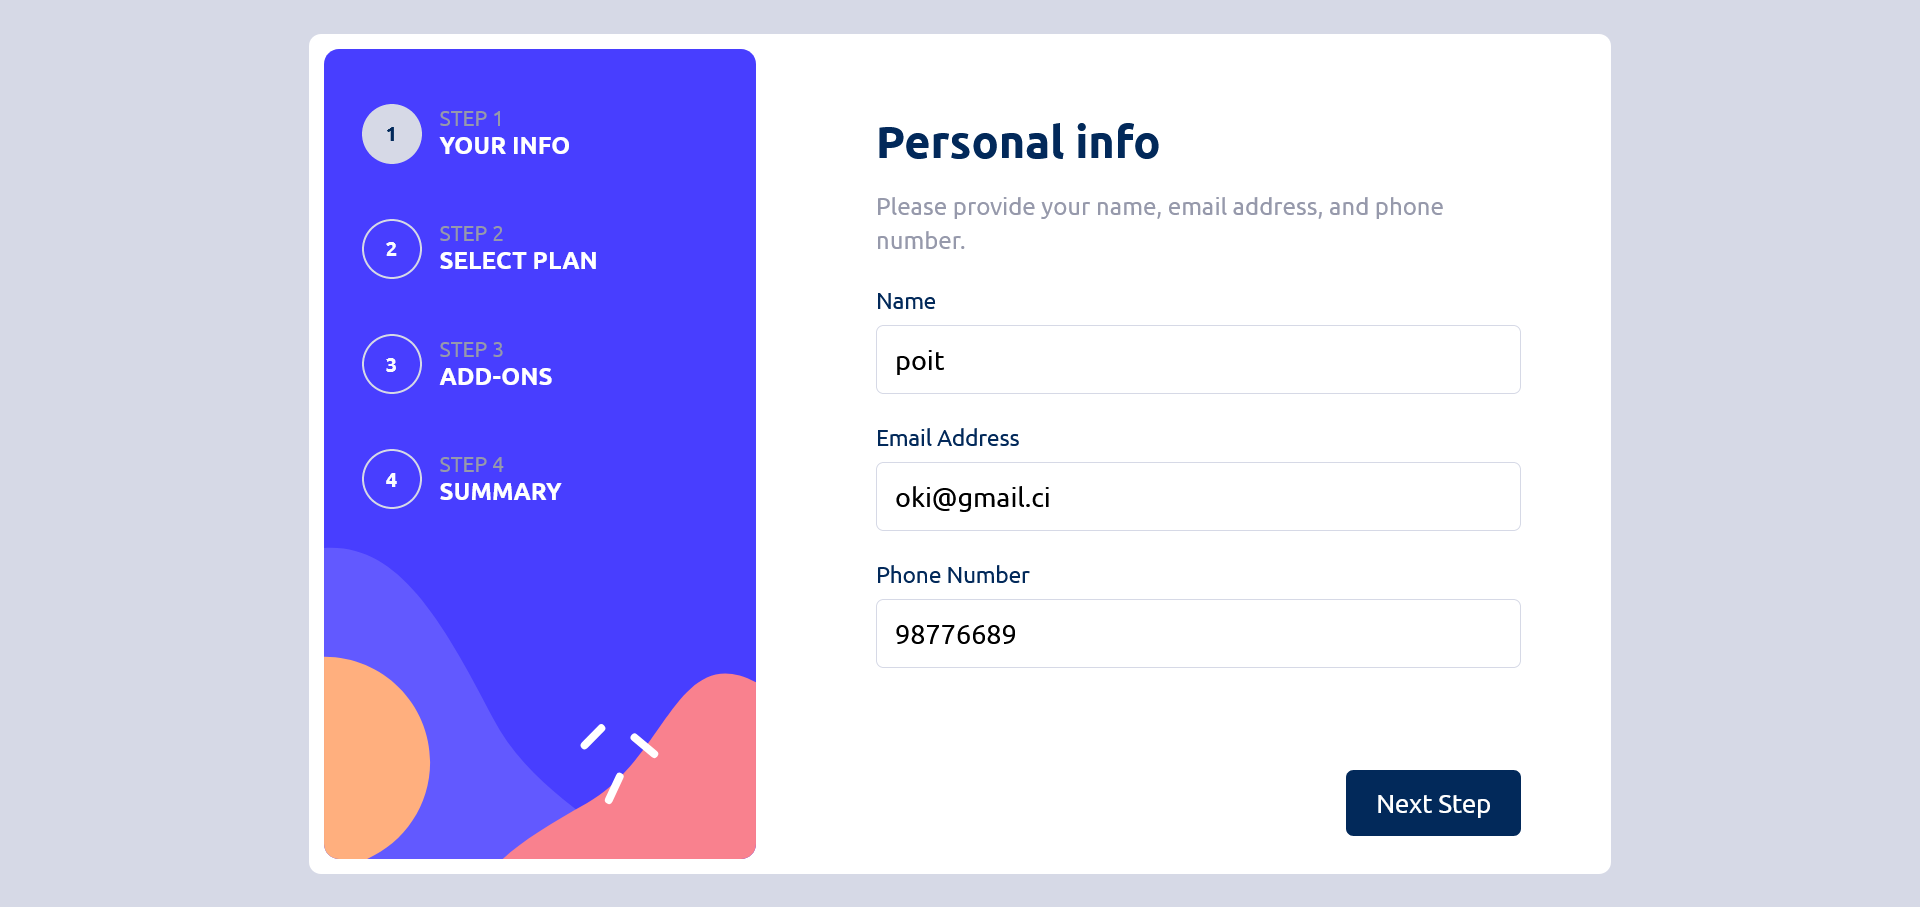 1
STEP 1
YOUR INFO
2
STEP 2
SELECT PLAN
3
STEP 3
ADD-ONS
4
STEP 4
SUMMARY
Personal info
Please provide your name, email address, and phone
number.
Name
poit
Email Address
oki@gmail.ci
Phone Number
98776689
Next Step